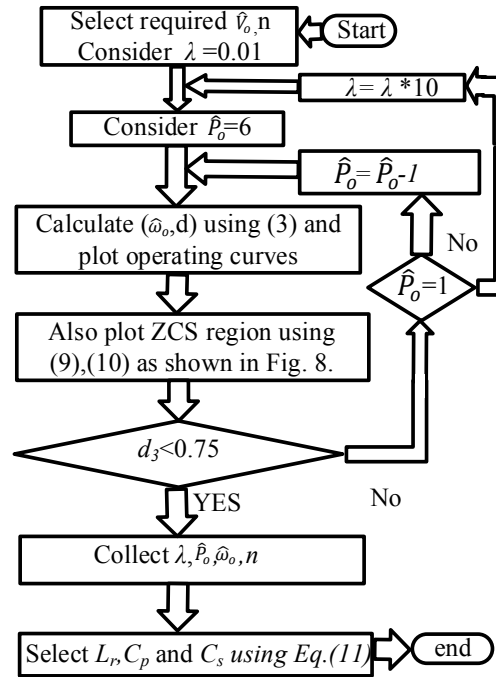 Select required V̂ₒ,n
Consider λ =0.01
Start
λ= λ *10
Consider P̂ₒ=6
P̂ₒ= P̂ₒ-1
Calculate (ω̂ₒ,d) using (3) and
plot operating curves
No
P̂ₒ=1
Also plot ZCS region using
(9),(10) as shown in Fig. 8.
d₃<0.75
YES
No
Collect λ,P̂ₒ,ω̂ₒ,n
Select Lᵣ,Cₚ and Cₛ using Eq.(11)
end